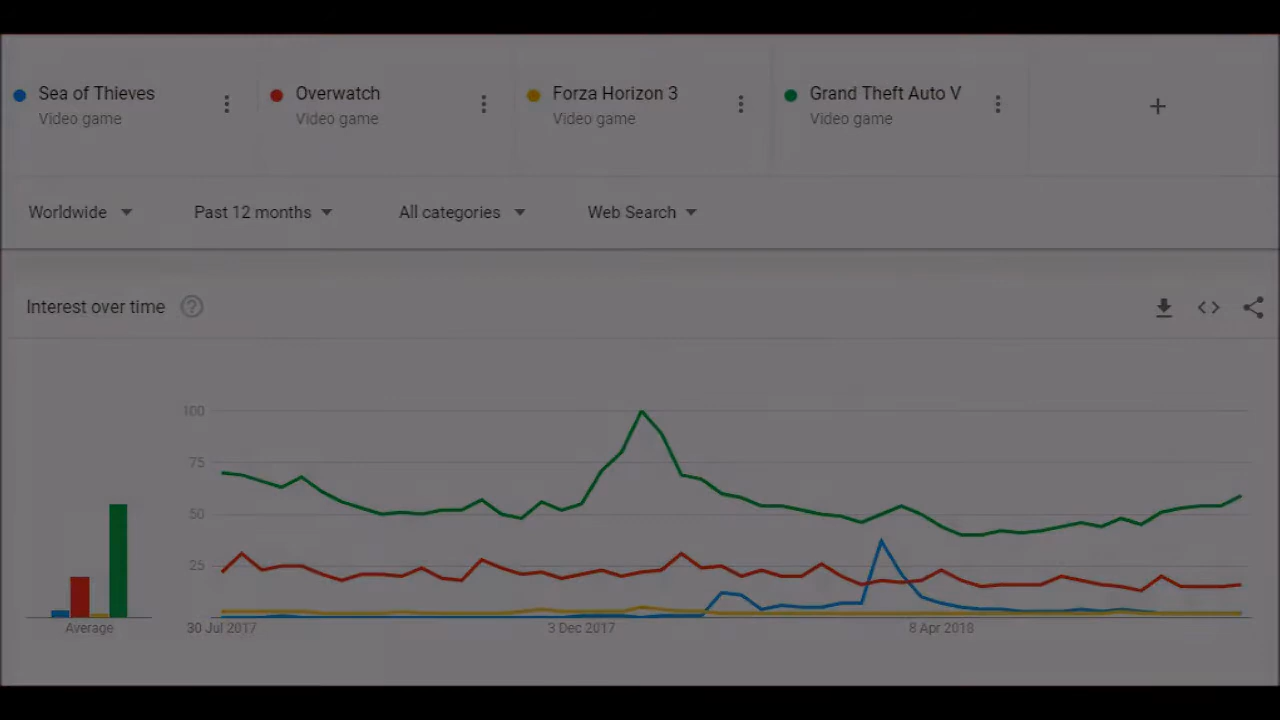 Sea of Thieves
Video game
Overwatch
Video game
Forza Horizon 3
Video game
Grand Theft Auto V
Video game
+
Worldwide
Past 12 months
All categories
Web Search
Interest over time
?
100
75
50
25
Average
30 Jul 2017
3 Dec 2017
8 Apr 2018